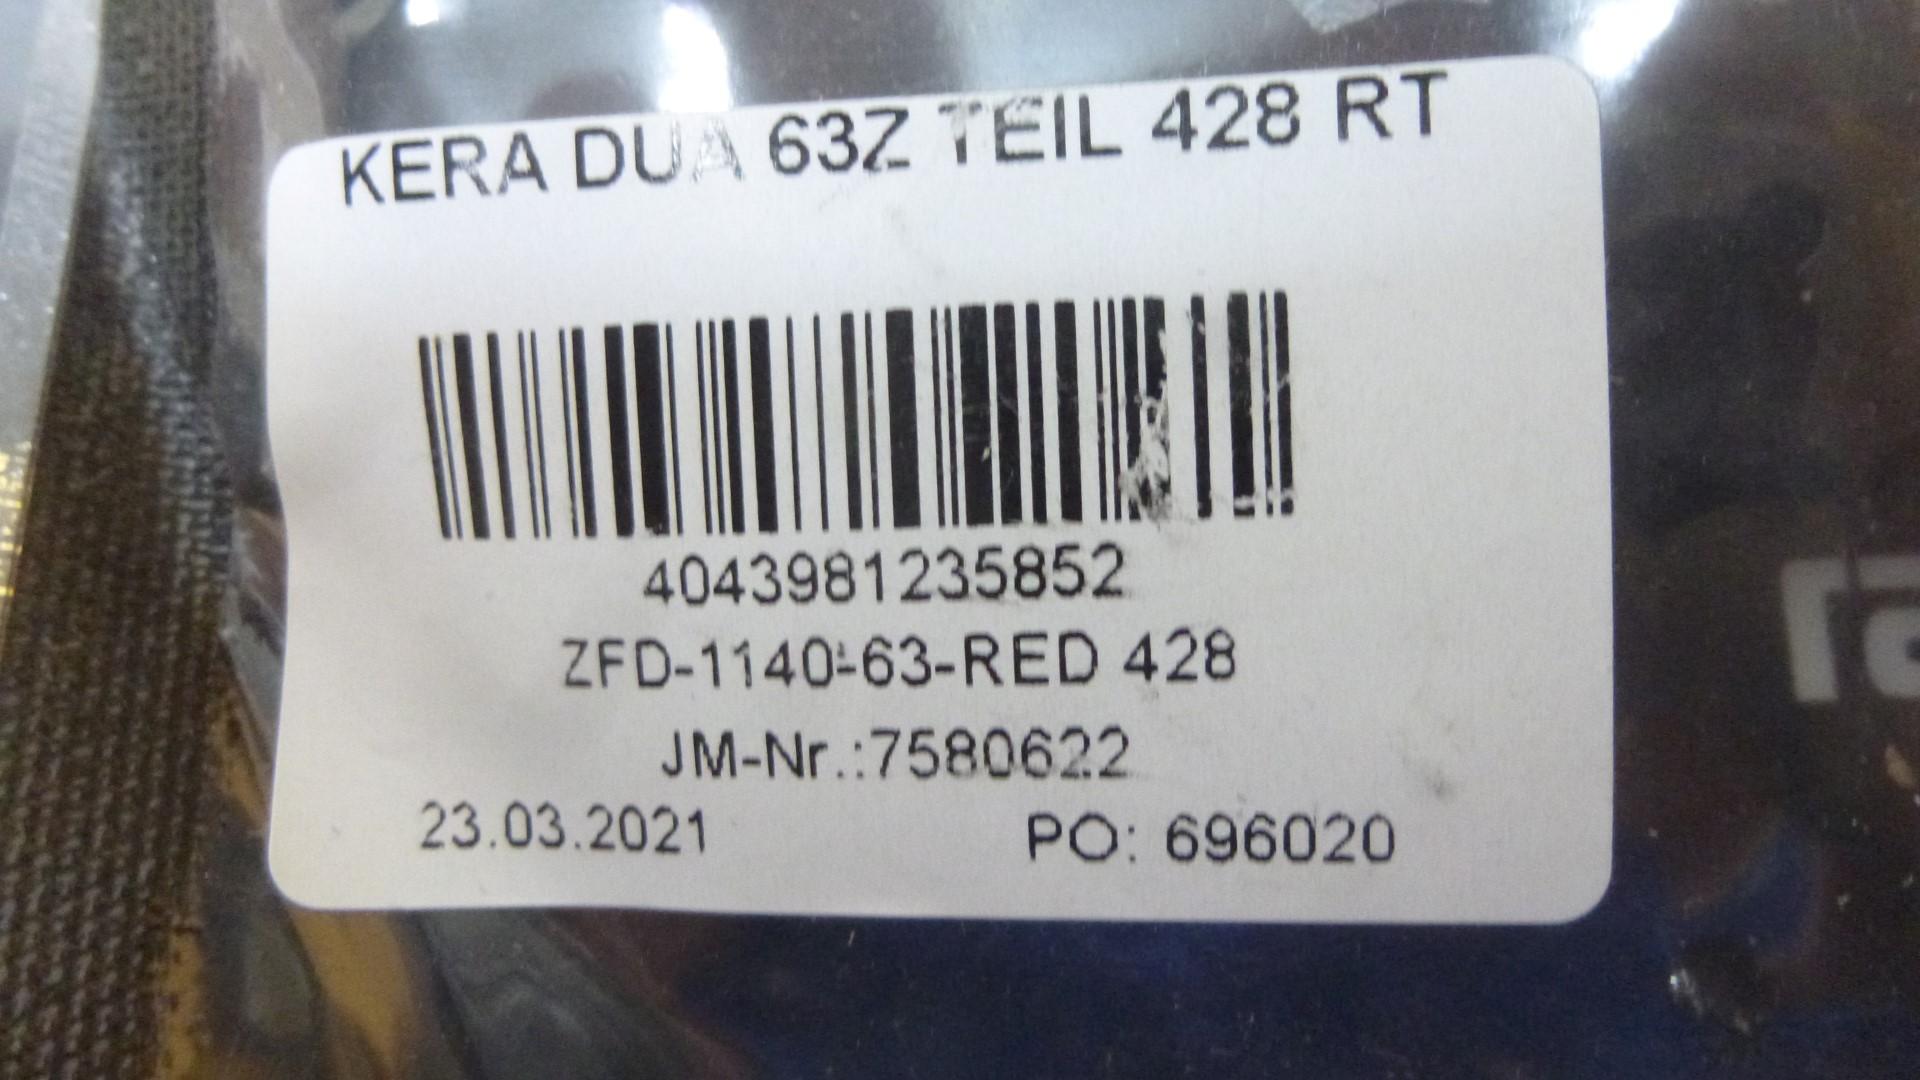 KERA DUA 63Z TEIL 428 RT
4043981235852
ZFD-1140-63-RED 428
JM-Nr.:7580622
23.03.2021 PO: 696020